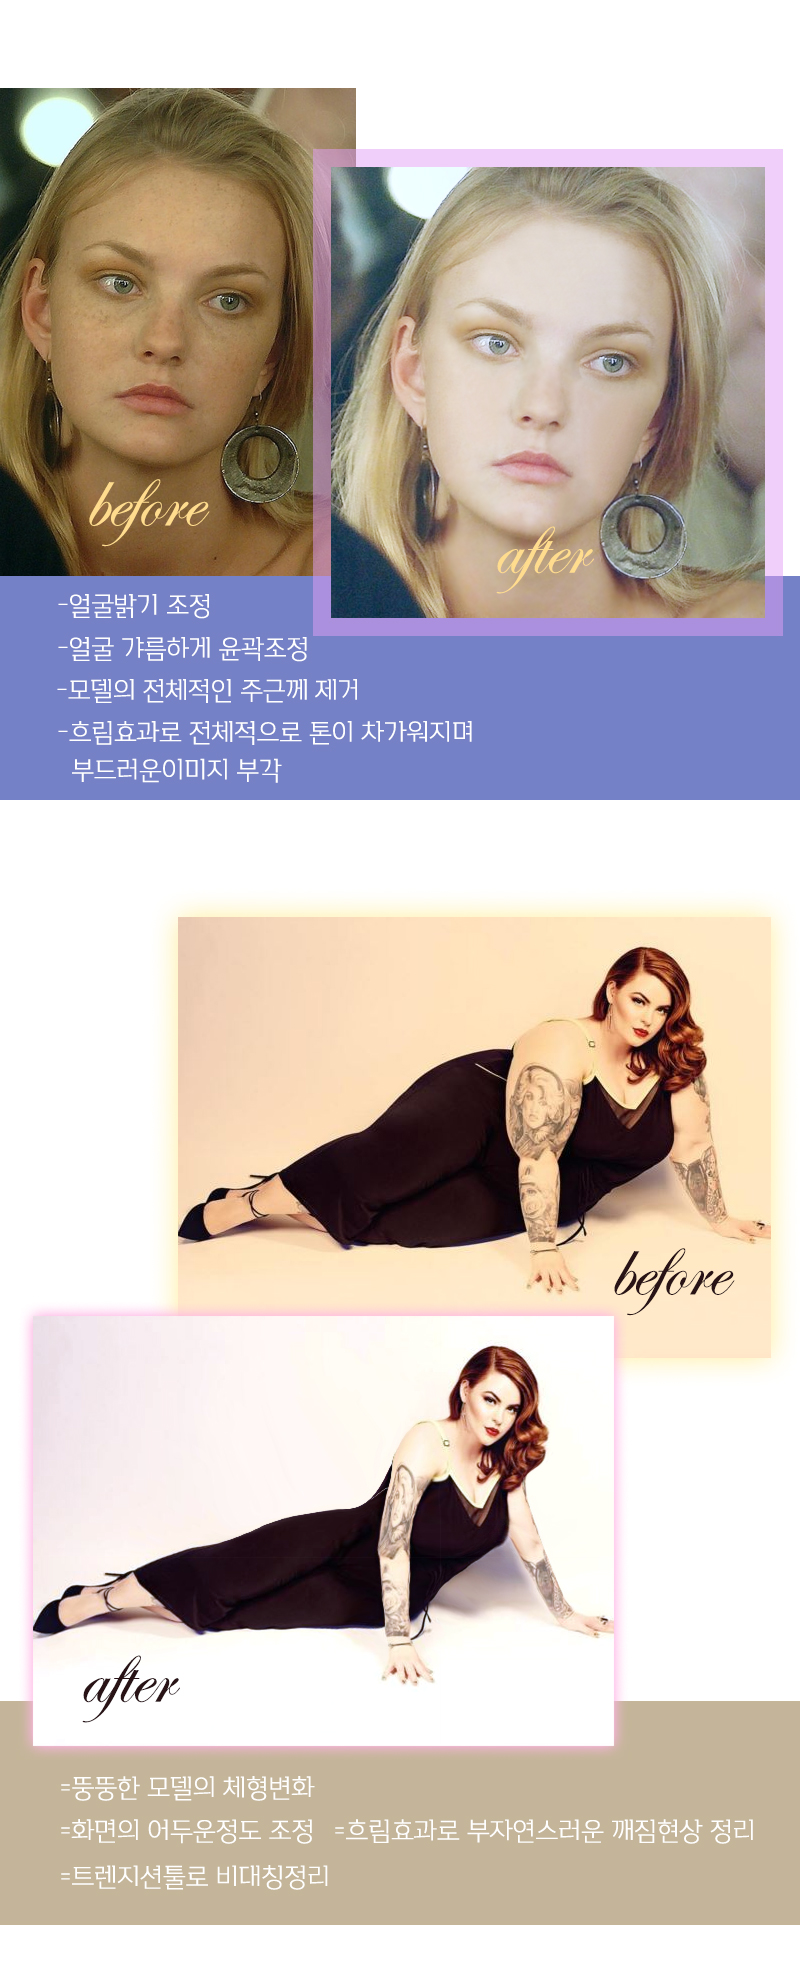 before
after
-얼굴밝기 조정
-얼굴 갸름하게 윤곽조정
-모델의 전체적인 주근깨 제거
-흐림효과로 전체적으로 톤이 차가워지며
부드러운이미지 부각
before
after
=뚱뚱한 모델의 체형변화
=화면의 어두운정도 조정 =흐림효과로 부자연스러운 깨짐현상 정리
=트렌지션툴로 비대칭정리